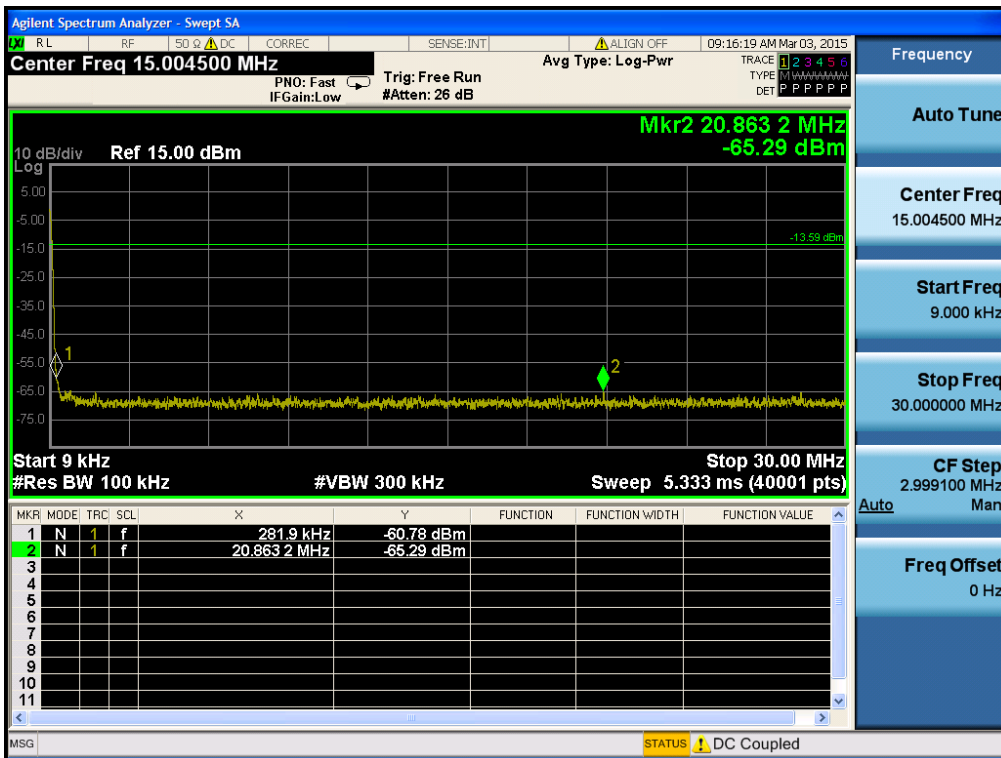 Agilent Spectrum Analyzer - Swept SA
LXI RL RF 50 Ω DC CORREC SENSE:INT ALIGN OFF 09:16:19 AM Mar 03, 2015
Center Freq 15.004500 MHz
PNO: Fast
IFGain:Low
Trig: Free Run
#Atten: 26 dB
Avg Type: Log-Pwr
TRACE 1 2 3 4 5 6
TYPE M
DET P P P P P P
Mkr2 20.863 2 MHz
-65.29 dBm
10 dB/div Ref 15.00 dBm
Log
5.00
-5.00
-13.59 dBm
-15.0
-25.0
-35.0
-45.0
1
-55.0
2
-65.0
-75.0
Start 9 kHz Stop 30.00 MHz
#Res BW 100 kHz #VBW 300 kHz Sweep 5.333 ms (40001 pts)
MKR MODE TRC SCL X Y FUNCTION FUNCTION WIDTH FUNCTION VALUE
1 N 1 f 281.9 kHz -60.78 dBm
2 N 1 f 20.863 2 MHz -65.29 dBm
3
4
5
6
7
8
9
10
11
MSG STATUS DC Coupled
Frequency
Auto Tune
Center Freq
15.004500 MHz
Start Freq
9.000 kHz
Stop Freq
30.000000 MHz
CF Step
2.999100 MHz
Auto Man
Freq Offset
0 Hz